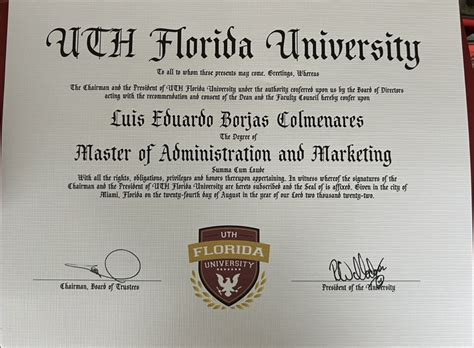 UTH Florida University
To all to whom these presents may come, Greetings, Whereas
The Chairman and the President of UTH Florida University under the authority conferred upon us by the Board of Directors
acting with the recommendation and consent of the Dean and the Faculty Council hereby confer upon
Luis Eduardo Borjas Colmenares
The Degree of
Master of Administration and Marketing
Summa Cum Laude
With all the rights, obligations, privileges and honors thereupon appertaining. In witness whereof the signatures of the
Chairman and the President of UTH Florida University are hereto subscribed and the Seal of is affixed. Given in the city of
Miami, Florida on the twenty-fourth day of August in the year of our Lord two thousand twenty-two.
UTH
FLORIDA
UNIVERSITY
Chairman, Board of Trustees
President of the University